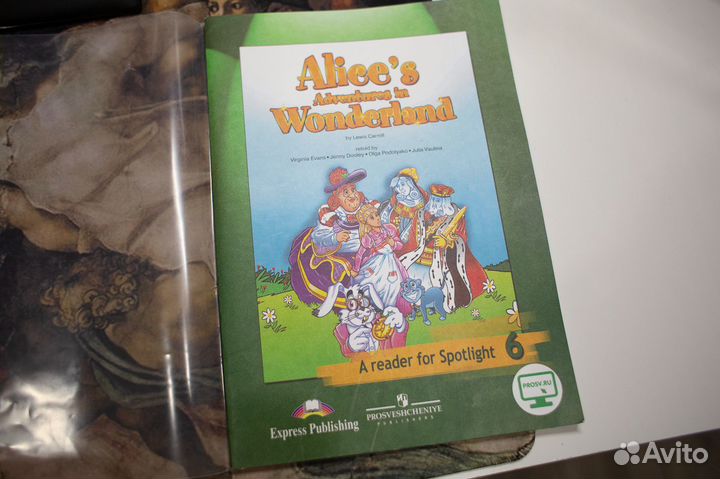 Alice's
Adventures in
Wonderland
by Lewis Carroll
retold by
Virginia Evans • Jenny Dooley • Olga Podolyako • Julia Vaulina
A reader for Spotlight 6
PROSV.RU
Express Publishing
PROSVESHCHENIYE
PUBLISHERS
Avito